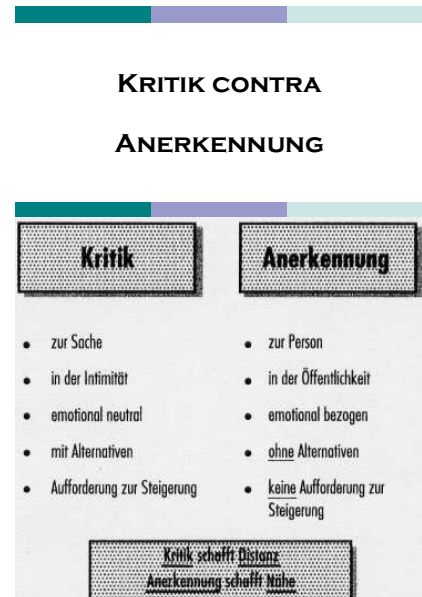 KRITIK CONTRA
ANERKENNUNG
Kritik
Anerkennung
• zur Sache
• in der Intimität
• emotional neutral
• mit Alternativen
• Aufforderung zur Steigerung
• zur Person
• in der Öffentlichkeit
• emotional bezogen
• ohne Alternativen
• keine Aufforderung zur
Steigerung
Kritik schafft Distanz
Anerkennung schafft Nähe